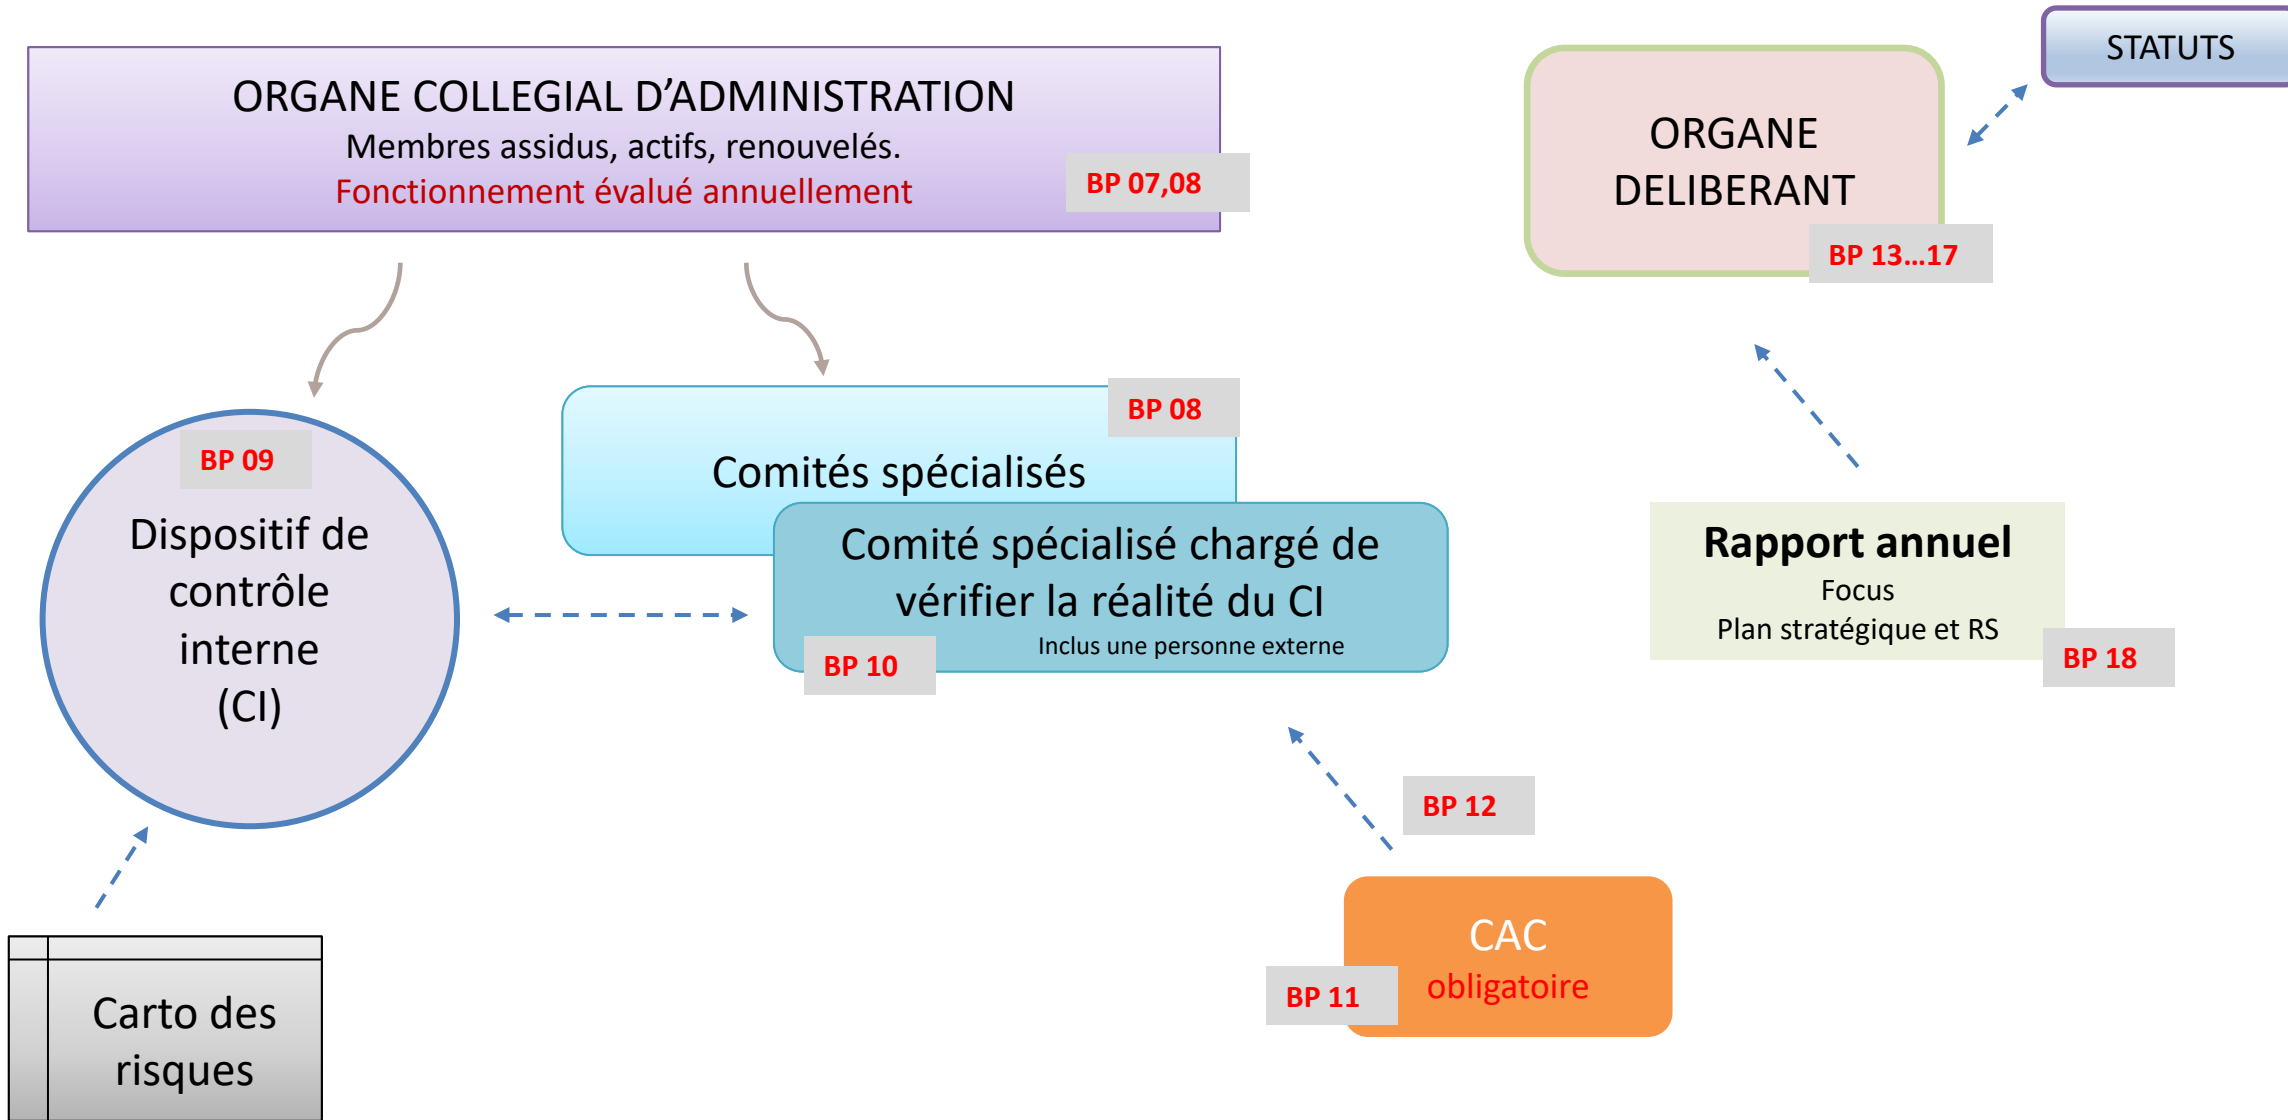 ORGANE COLLEGIAL D’ADMINISTRATION
Membres assidus, actifs, renouvelés.
Fonctionnement évalué annuellement
BP 07,08
ORGANE
DELIBERANT
BP 13…17
STATUTS
BP 09
Dispositif de
contrôle
interne
(CI)
BP 08
Comités spécialisés
Comité spécialisé chargé de
vérifier la réalité du CI
Inclus une personne externe
BP 10
Rapport annuel
Focus
Plan stratégique et RS
BP 18
BP 12
CAC
obligatoire
BP 11
Carto des
risques